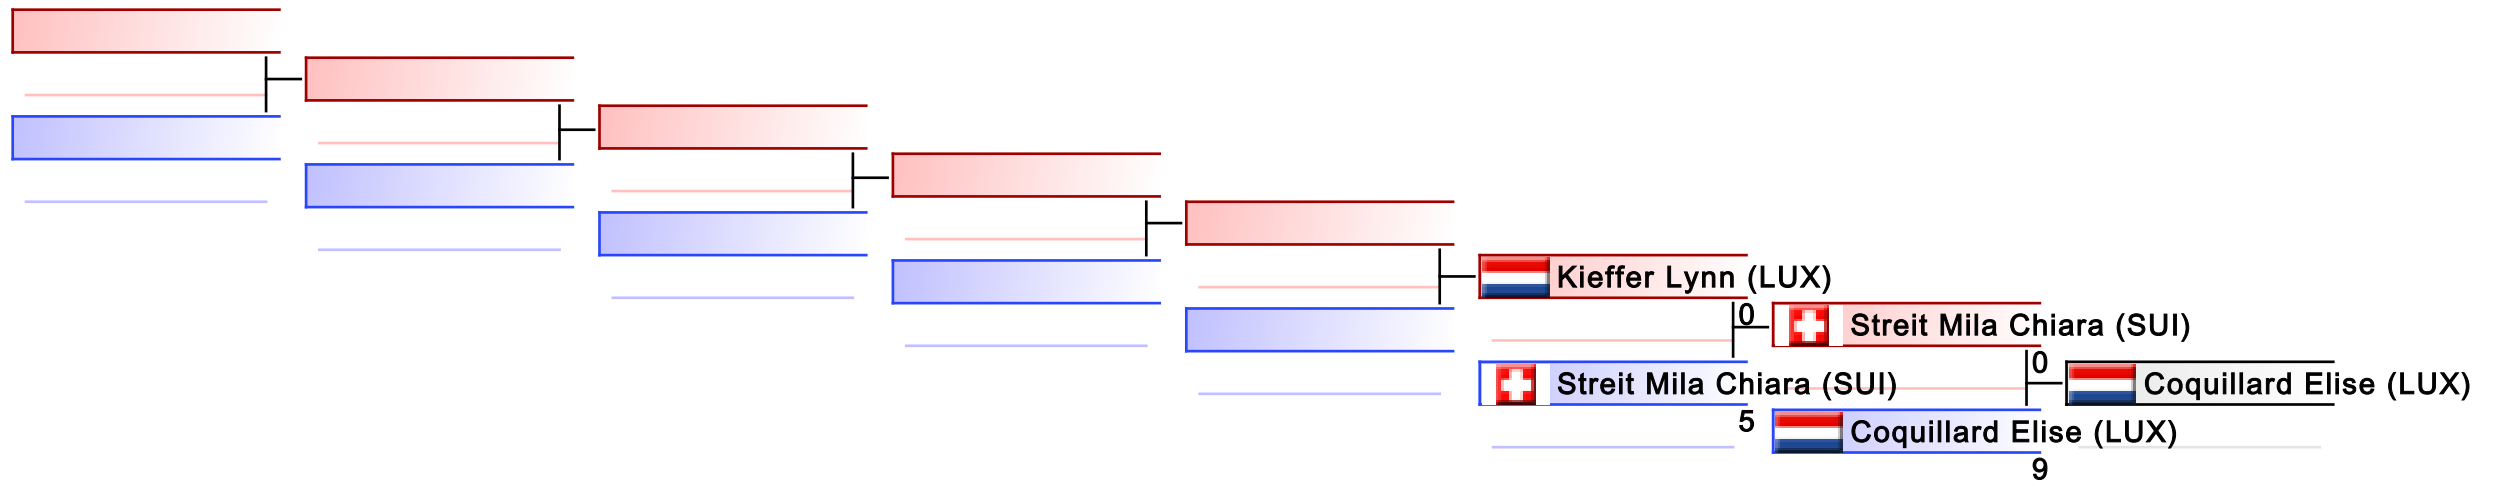 Kieffer Lynn (LUX)
0
Streit Mila Chiara (SUI)
5
Streit Mila Chiara (SUI)
0
Coquillard Elise (LUX)
9
Coquillard Elise (LUX)